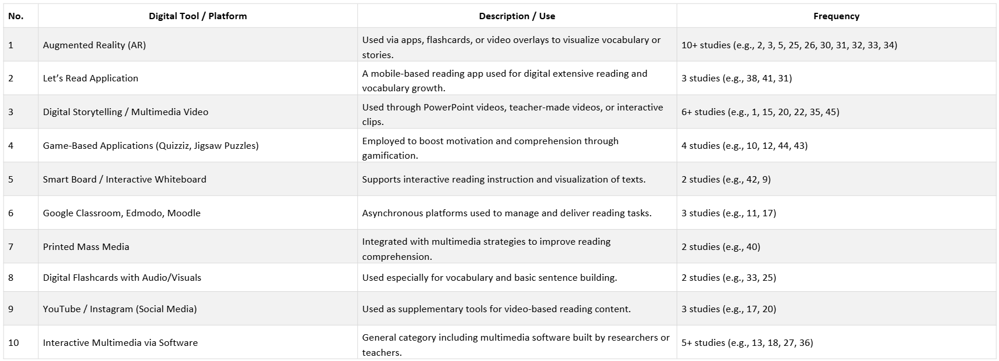 No. Digital Tool / Platform Description / Use Frequency
1 Augmented Reality (AR) Used via apps, flashcards, or video overlays to visualize vocabulary or
stories. 10+ studies (e.g., 2, 3, 5, 25, 26, 30, 31, 32, 33, 34)
2 Let’s Read Application A mobile-based reading app used for digital extensive reading and
vocabulary growth. 3 studies (e.g., 38, 41, 31)
3 Digital Storytelling / Multimedia Video Used through PowerPoint videos, teacher-made videos, or interactive
clips. 6+ studies (e.g., 1, 15, 20, 22, 35, 45)
4 Game-Based Applications (Quizziz, Jigsaw Puzzles) Employed to boost motivation and comprehension through
gamification. 4 studies (e.g., 10, 12, 44, 43)
5 Smart Board / Interactive Whiteboard Supports interactive reading instruction and visualization of texts. 2 studies (e.g., 42, 9)
6 Google Classroom, Edmodo, Moodle Asynchronous platforms used to manage and deliver reading tasks. 3 studies (e.g., 11, 17)
7 Printed Mass Media Integrated with multimedia strategies to improve reading
comprehension. 2 studies (e.g., 40)
8 Digital Flashcards with Audio/Visuals Used especially for vocabulary and basic sentence building. 2 studies (e.g., 33, 25)
9 YouTube / Instagram (Social Media) Used as supplementary tools for video-based reading content. 3 studies (e.g., 17, 20)
10 Interactive Multimedia via Software General category including multimedia software built by researchers or
teachers. 5+ studies (e.g., 13, 18, 27, 36)